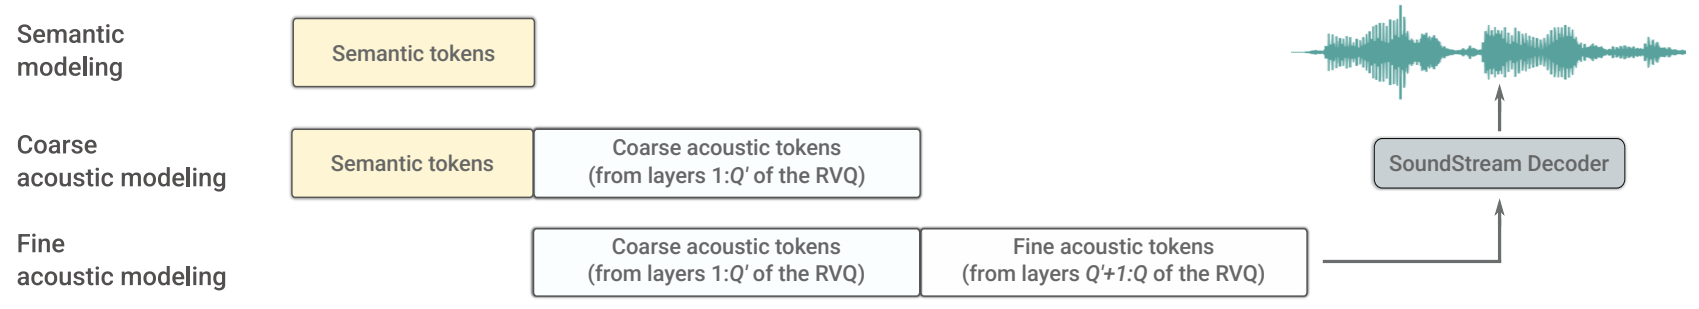 Semantic
modeling
Semantic tokens
Coarse
acoustic modeling
Semantic tokens
Coarse acoustic tokens
(from layers 1:Q' of the RVQ)
SoundStream Decoder
Fine
acoustic modeling
Coarse acoustic tokens
(from layers 1:Q' of the RVQ)
Fine acoustic tokens
(from layers Q'+1:Q of the RVQ)